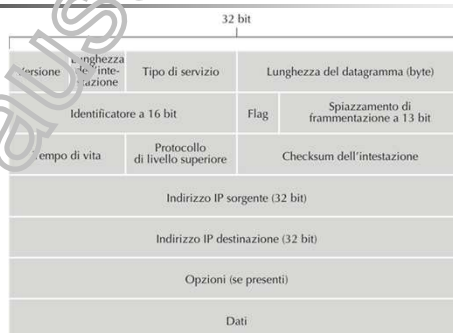 32 bit
Versione
Lunghezza
dell'inte-
stazione
Tipo di servizio
Lunghezza del datagramma (byte)
Identificatore a 16 bit
Flag
Spiazzamento di
frammentazione a 13 bit
Tempo di vita
Protocollo
di livello superiore
Checksum dell'intestazione
Indirizzo IP sorgente (32 bit)
Indirizzo IP destinazione (32 bit)
Opzioni (se presenti)
Dati